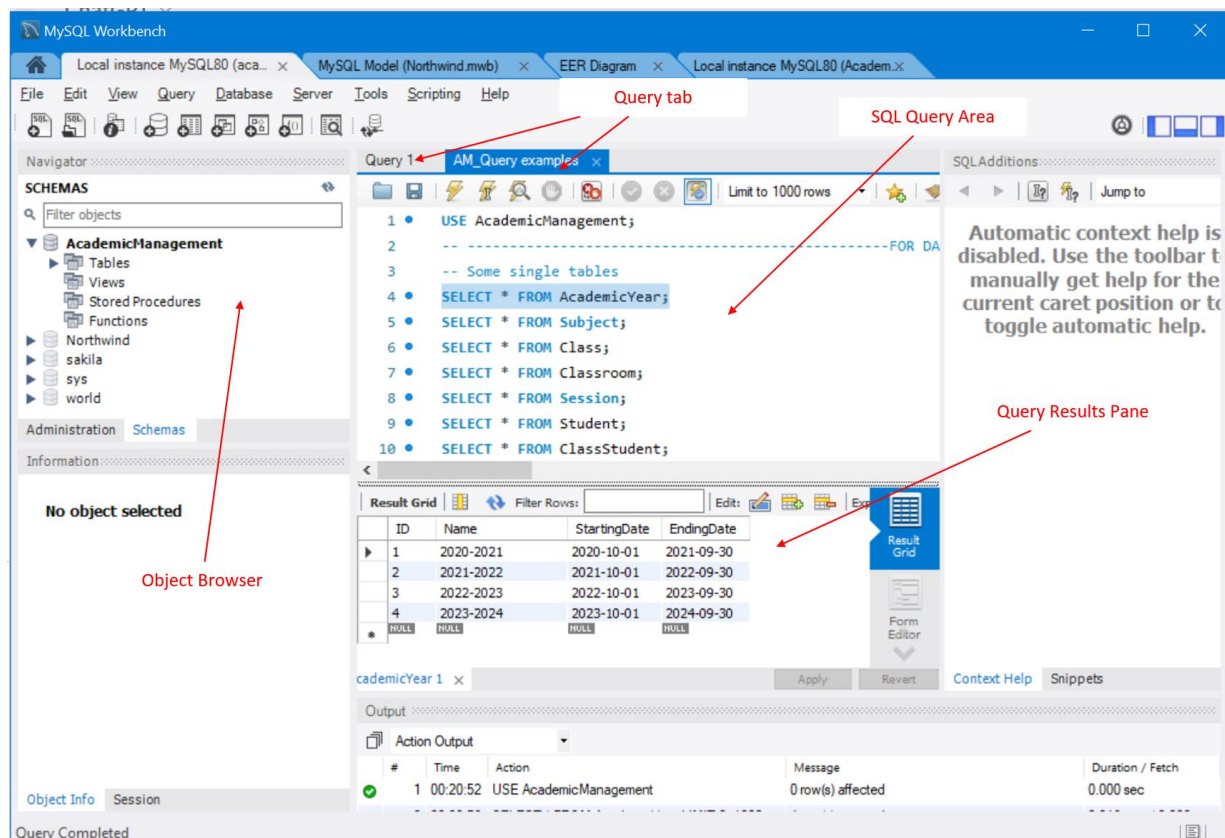 MySQL Workbench
Local instance MySQL80 (aca...
MySQL Model (Northwind.mwb)
EER Diagram
Local instance MySQL80 (Academ...
File Edit View Query Database Server Tools Scripting Help
Query tab
SQL Query Area
Navigator
SCHEMAS
Filter objects
AcademicManagement
Tables
Views
Stored Procedures
Functions
Northwind
sakila
sys
world
Administration Schemas
Information
No object selected
Object Browser
Object Info Session
Query 1 AM_Query examples
Limit to 1000 rows
1 USE AcademicManagement;
2 -- -----------------------------------------------FOR DA
3 -- Some single tables
4 SELECT * FROM AcademicYear;
5 SELECT * FROM Subject;
6 SELECT * FROM Class;
7 SELECT * FROM Classroom;
8 SELECT * FROM Session;
9 SELECT * FROM Student;
10 SELECT * FROM ClassStudent;
Result Grid Filter Rows: Edit: Exp
ID Name StartingDate EndingDate
1 2020-2021 2020-10-01 2021-09-30
2 2021-2022 2021-10-01 2022-09-30
3 2022-2023 2022-10-01 2023-09-30
4 2023-2024 2023-10-01 2024-09-30
NULL NULL NULL NULL
Result
Grid
Form
Editor
cademicYear 1
Apply Revert
SQLAdditions
Jump to
Automatic context help is
disabled. Use the toolbar t
manually get help for the
current caret position or to
toggle automatic help.
Query Results Pane
Context Help Snippets
Output
Action Output
# Time Action Message Duration / Fetch
1 00:20:52 USE AcademicManagement 0 row(s) affected 0.000 sec
Query Completed